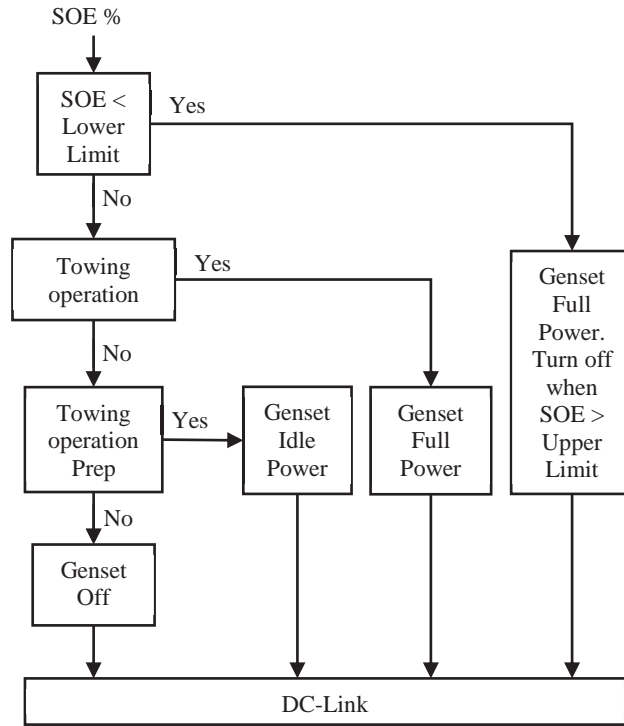 SOE %
SOE <
Lower
Limit
Yes
No
Towing
operation
Yes
No
Towing
operation
Prep
Yes
No
Genset
Idle
Power
Genset
Full
Power
Genset
Full
Power.
Turn off
when
SOE >
Upper
Limit
Genset
Off
DC-Link